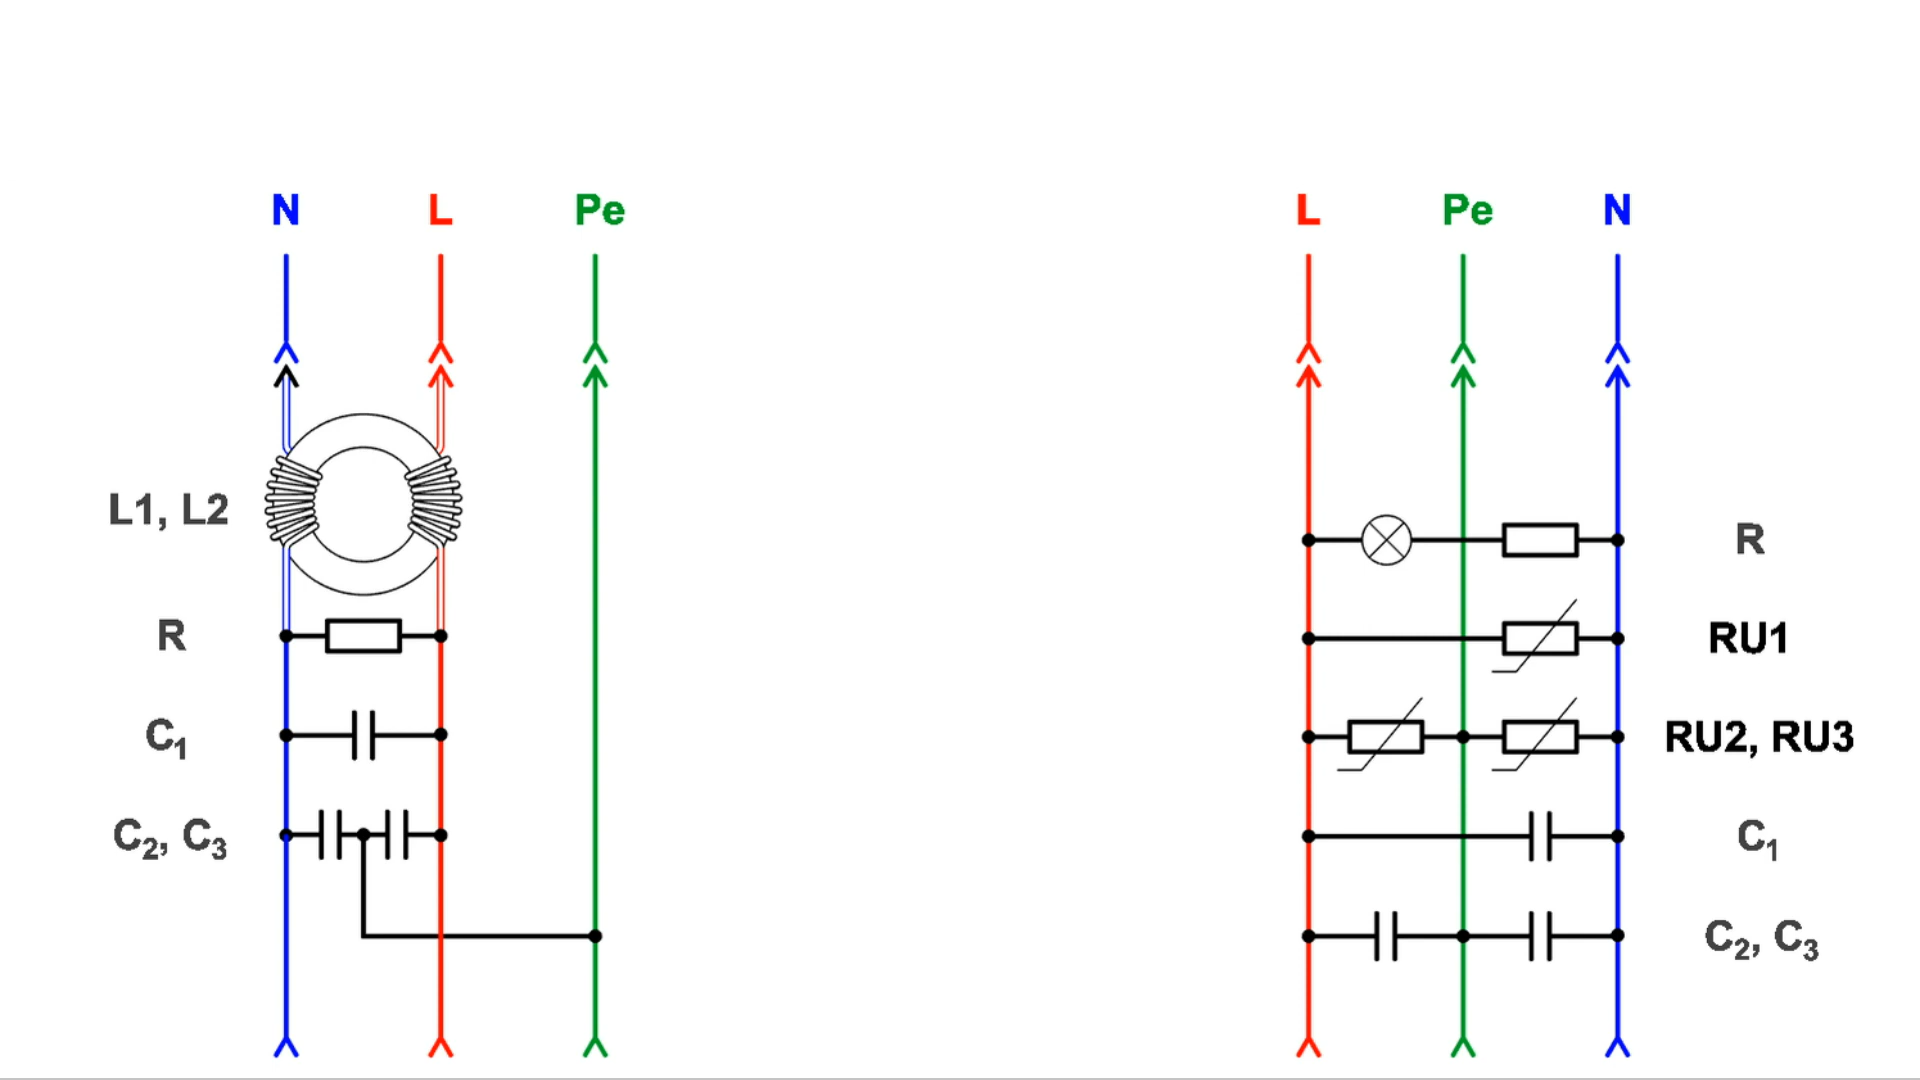 N L Pe
L1, L2
R
C1
C2, C3
L Pe N
R
RU1
RU2, RU3
C1
C2, C3